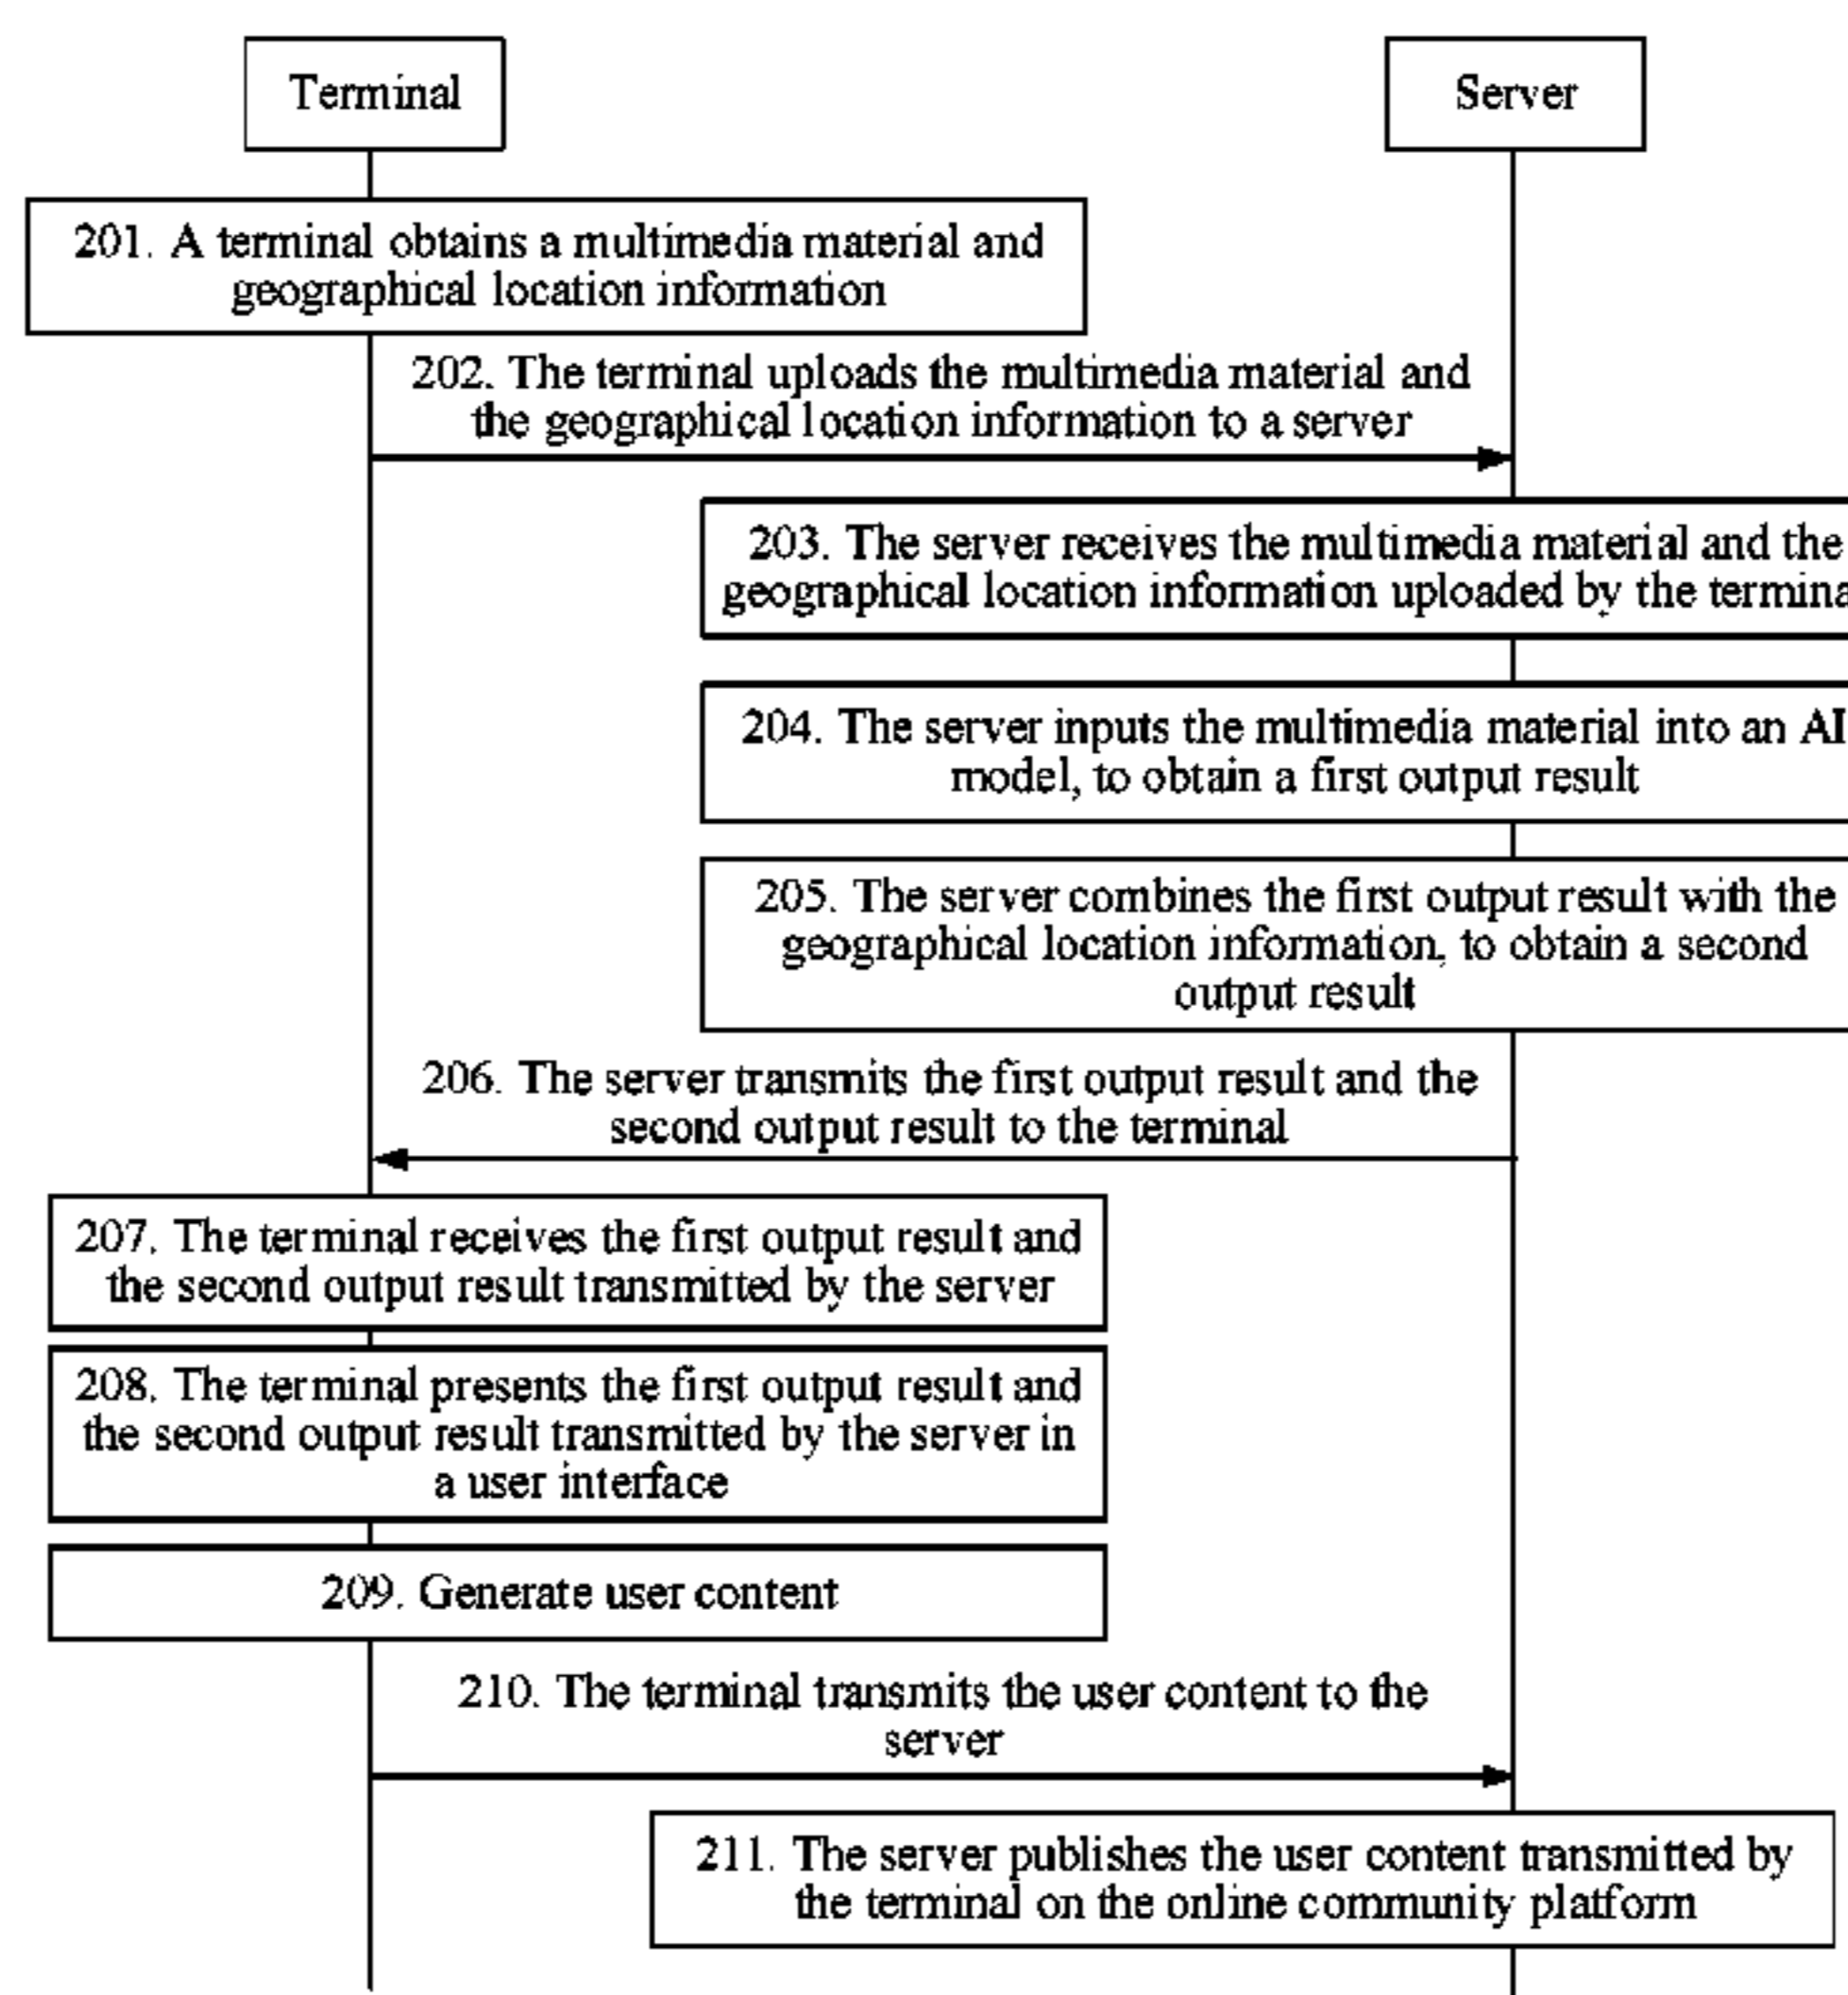 Terminal
Server
201. A terminal obtains a multimedia material and
geographical location information
202. The terminal uploads the multimedia material and
the geographical location information to a server
203. The server receives the multimedia material and the
geographical location information uploaded by the
204. The server inputs the multimedia material into an AI
model, to obtain a first output result
205. The server combines the first output result with the
geographical location information, to obtain a second
output result
206. The server transmits the first output result and the
second output result to the terminal
207. The terminal receives the first output result and
the second output result transmitted by the server
208. The terminal presents the first output result and
the second output result transmitted by the server in
a user interface
209. Generate user content
210. The terminal transmits the user content to the
server
211. The server publishes the user content transmitted by
the terminal on the online community platform